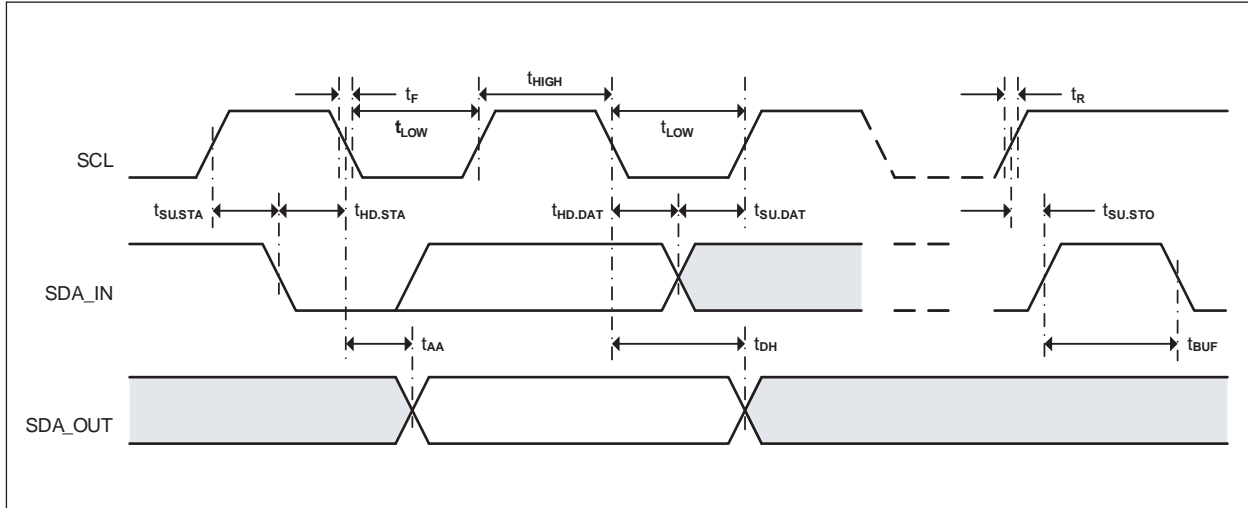 tHIGH
tF
tR
tLOW
tLOW
SCL
tSU.STA
tHD.STA
tHD.DAT
tSU.DAT
tSU.STO
SDA_IN
tAA
tDH
tBUF
SDA_OUT